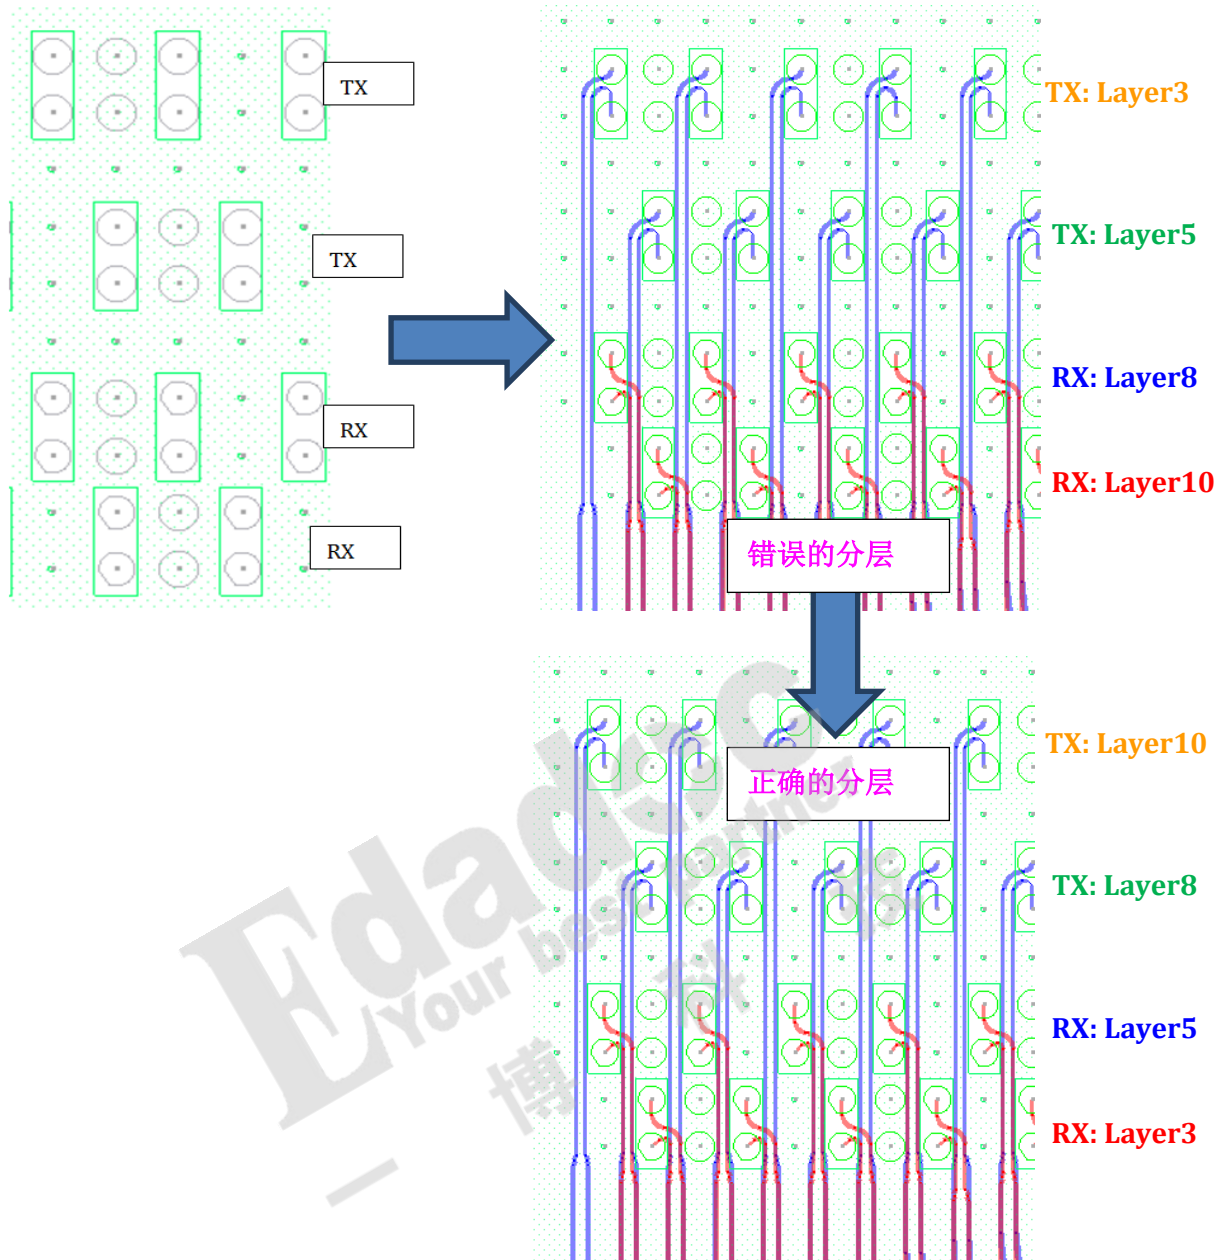 TX
TX
RX
RX
TX: Layer3
TX: Layer5
RX: Layer8
RX: Layer10
错误的分层
正确的分层
TX: Layer10
TX: Layer8
RX: Layer5
RX: Layer3
Edadoc
Your best partner
一博科技